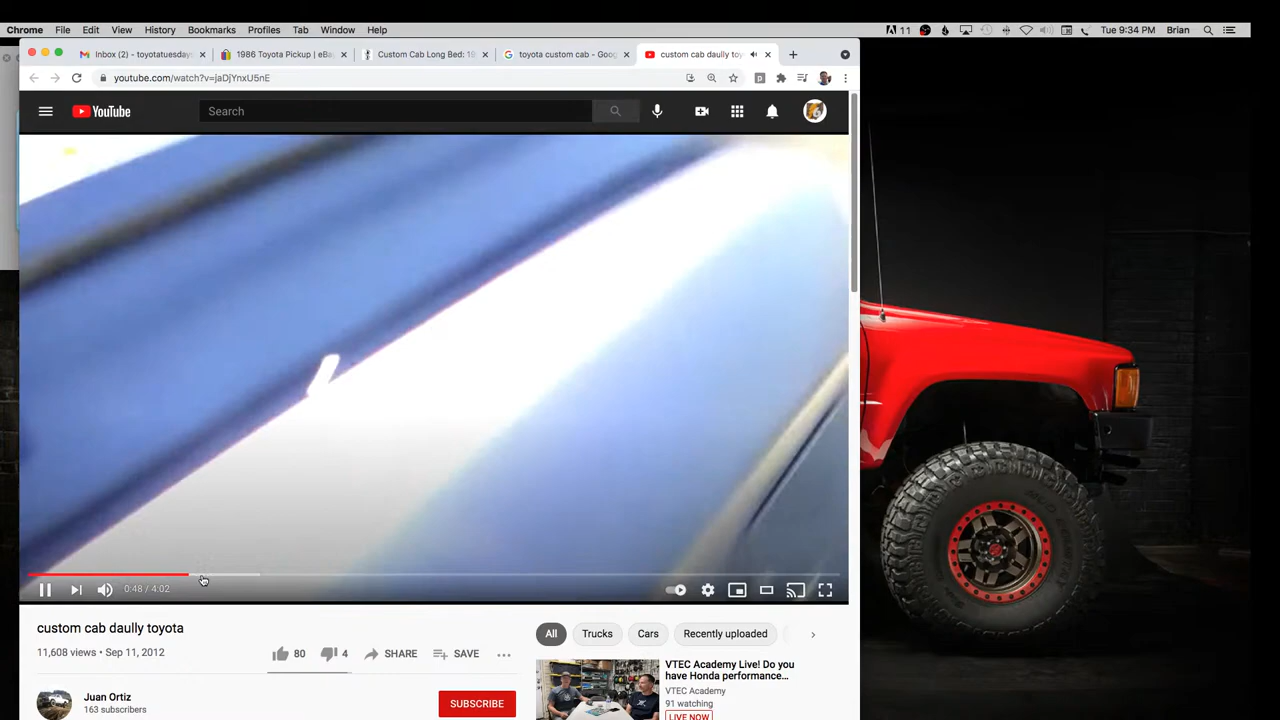 Chrome File Edit View History Bookmarks Profiles Tab Window Help 11 Tue 9:34 PM Brian
Inbox (2) - toyotatuesdays 1986 Toyota Pickup | eBa Custom Cab Long Bed: 19 toyota custom cab - Goog custom cab daully toy
youtube.com/watch?v=jaDjYnxU5nE
YouTube Search
0:48 / 4:02
custom cab daully toyota
11,608 views • Sep 11, 2012 80 4 SHARE SAVE
Juan Ortiz
163 subscribers
SUBSCRIBE
All Trucks Cars Recently uploaded
VTEC Academy Live! Do you
have Honda performance...
VTEC Academy
91 watching
LIVE NOW